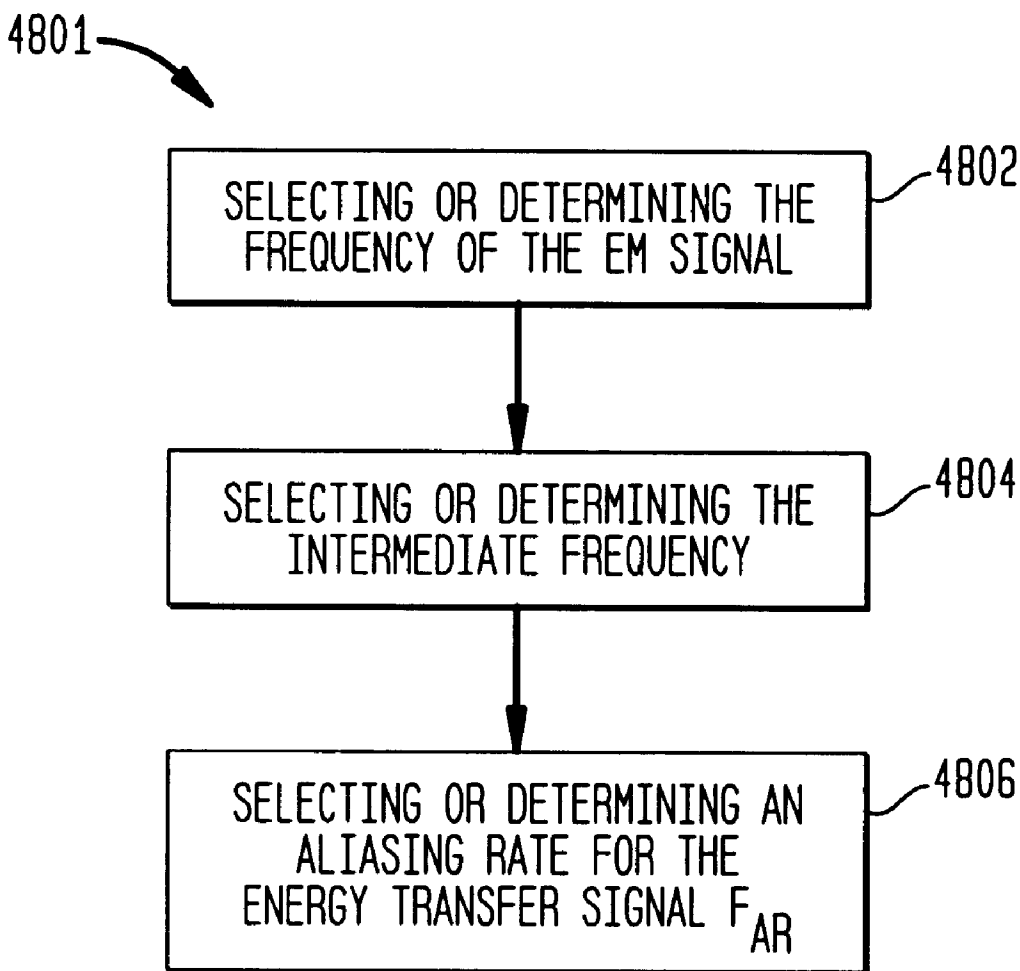 4801
4802
SELECTING OR DETERMINING THE
FREQUENCY OF THE EM SIGNAL
4804
SELECTING OR DETERMINING THE
INTERMEDIATE FREQUENCY
4806
SELECTING OR DETERMINING AN
ALIASING RATE FOR THE
ENERGY TRANSFER SIGNAL F_AR